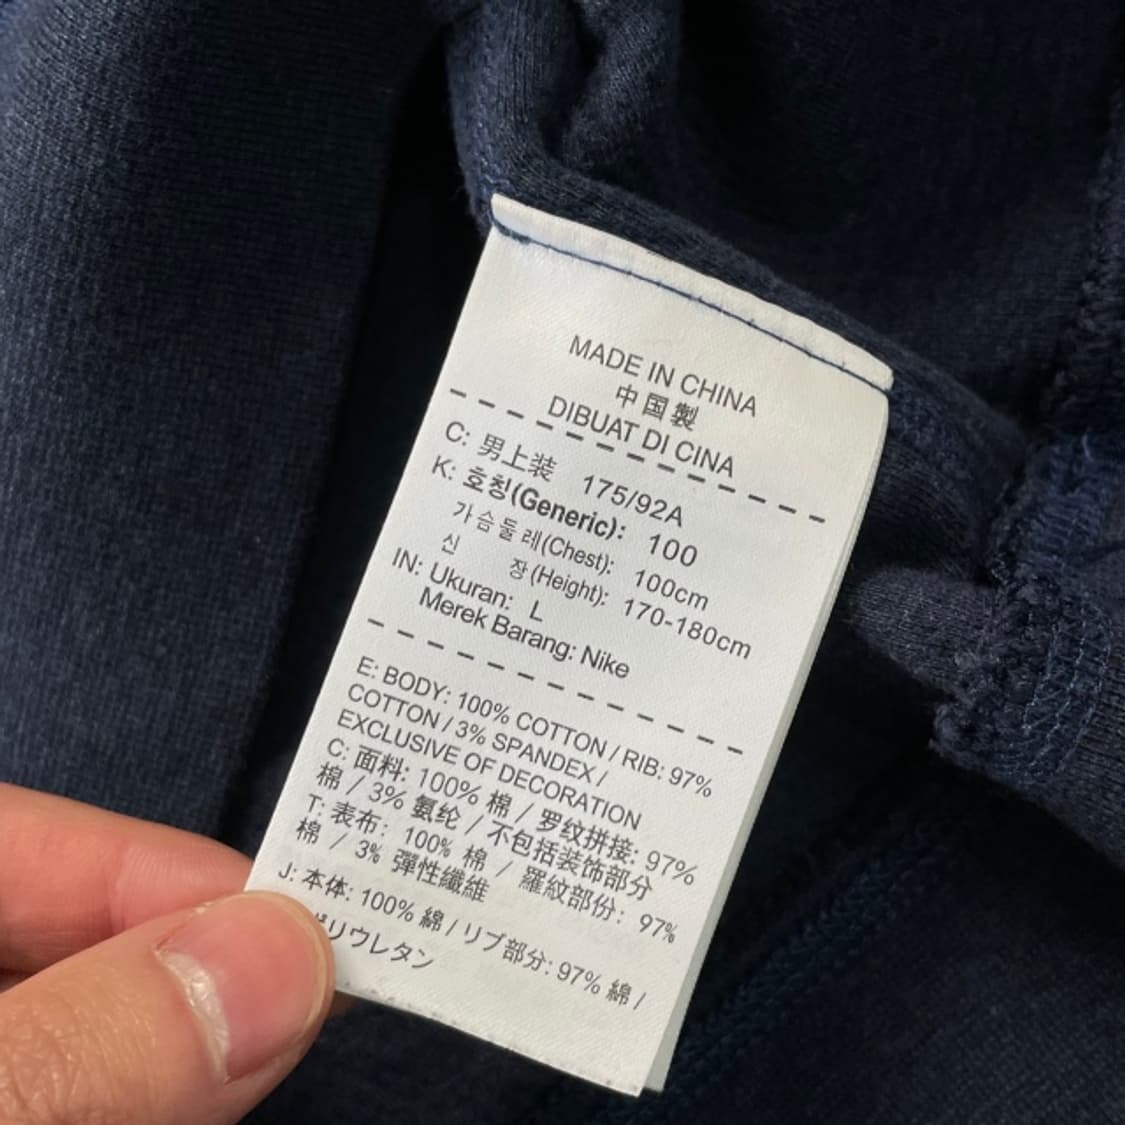 MADE IN CHINA
中国製
DIBUAT DI CINA
C: 男上装 175/92A
K: 호칭(Generic): 100
가슴둘레(Chest): 100cm
신 장(Height): 170-180cm
IN: Ukuran: L
Merek Barang: Nike
E: BODY: 100% COTTON / RIB: 97%
COTTON / 3% SPANDEX /
EXCLUSIVE OF DECORATION
C: 面料: 100% 棉 / 罗纹拼接: 97%
棉 / 3% 氨纶 / 不包括装饰部分
T: 表布: 100% 棉 / 羅紋部份: 97%
棉 / 3% 彈性纖維
J: 本体: 100% 綿 / リブ部分: 97% 綿 /
ポリウレタン